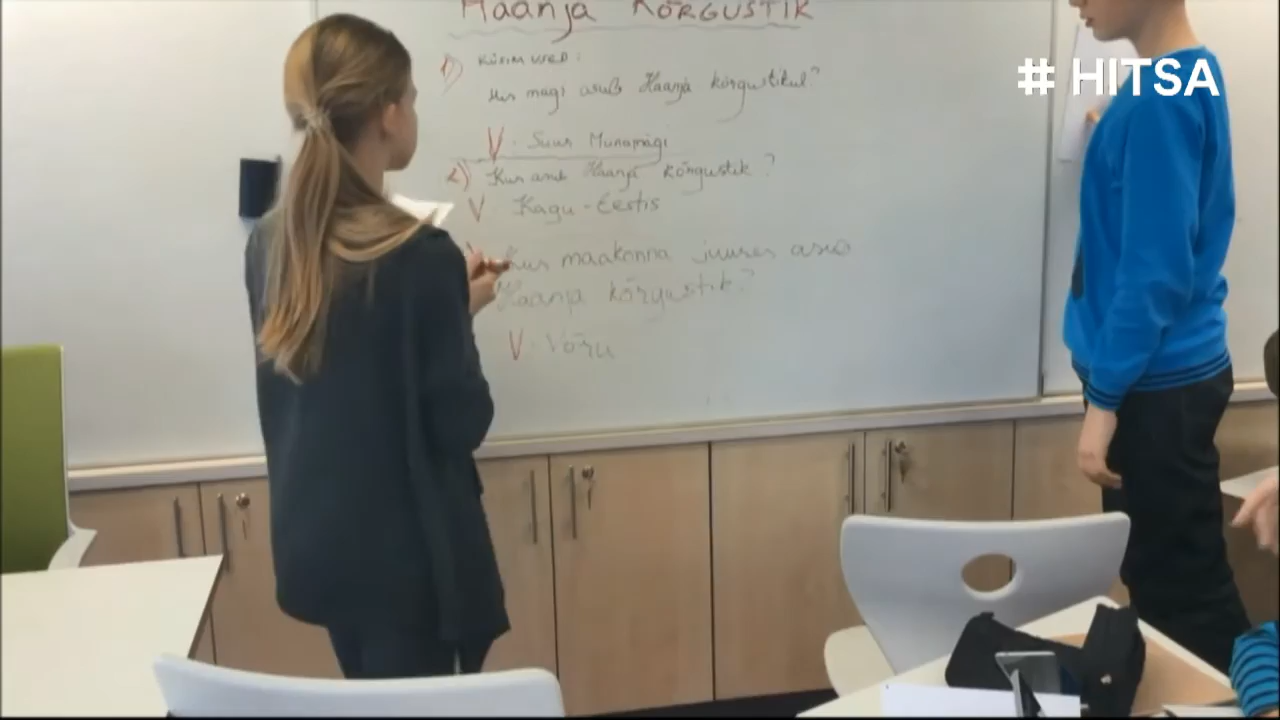 Haanja KÕRGUSTIK
# HITSA
1) KÜSIMUSED:
Mis mägi asub Haanja kõrgustikul?
V: Suur Munamägi
2) Kus asub Haanja kõrgustik?
V: Kagu-Eestis
Kus maakonna juures asub
Haanja kõrgustik?
V: Võru